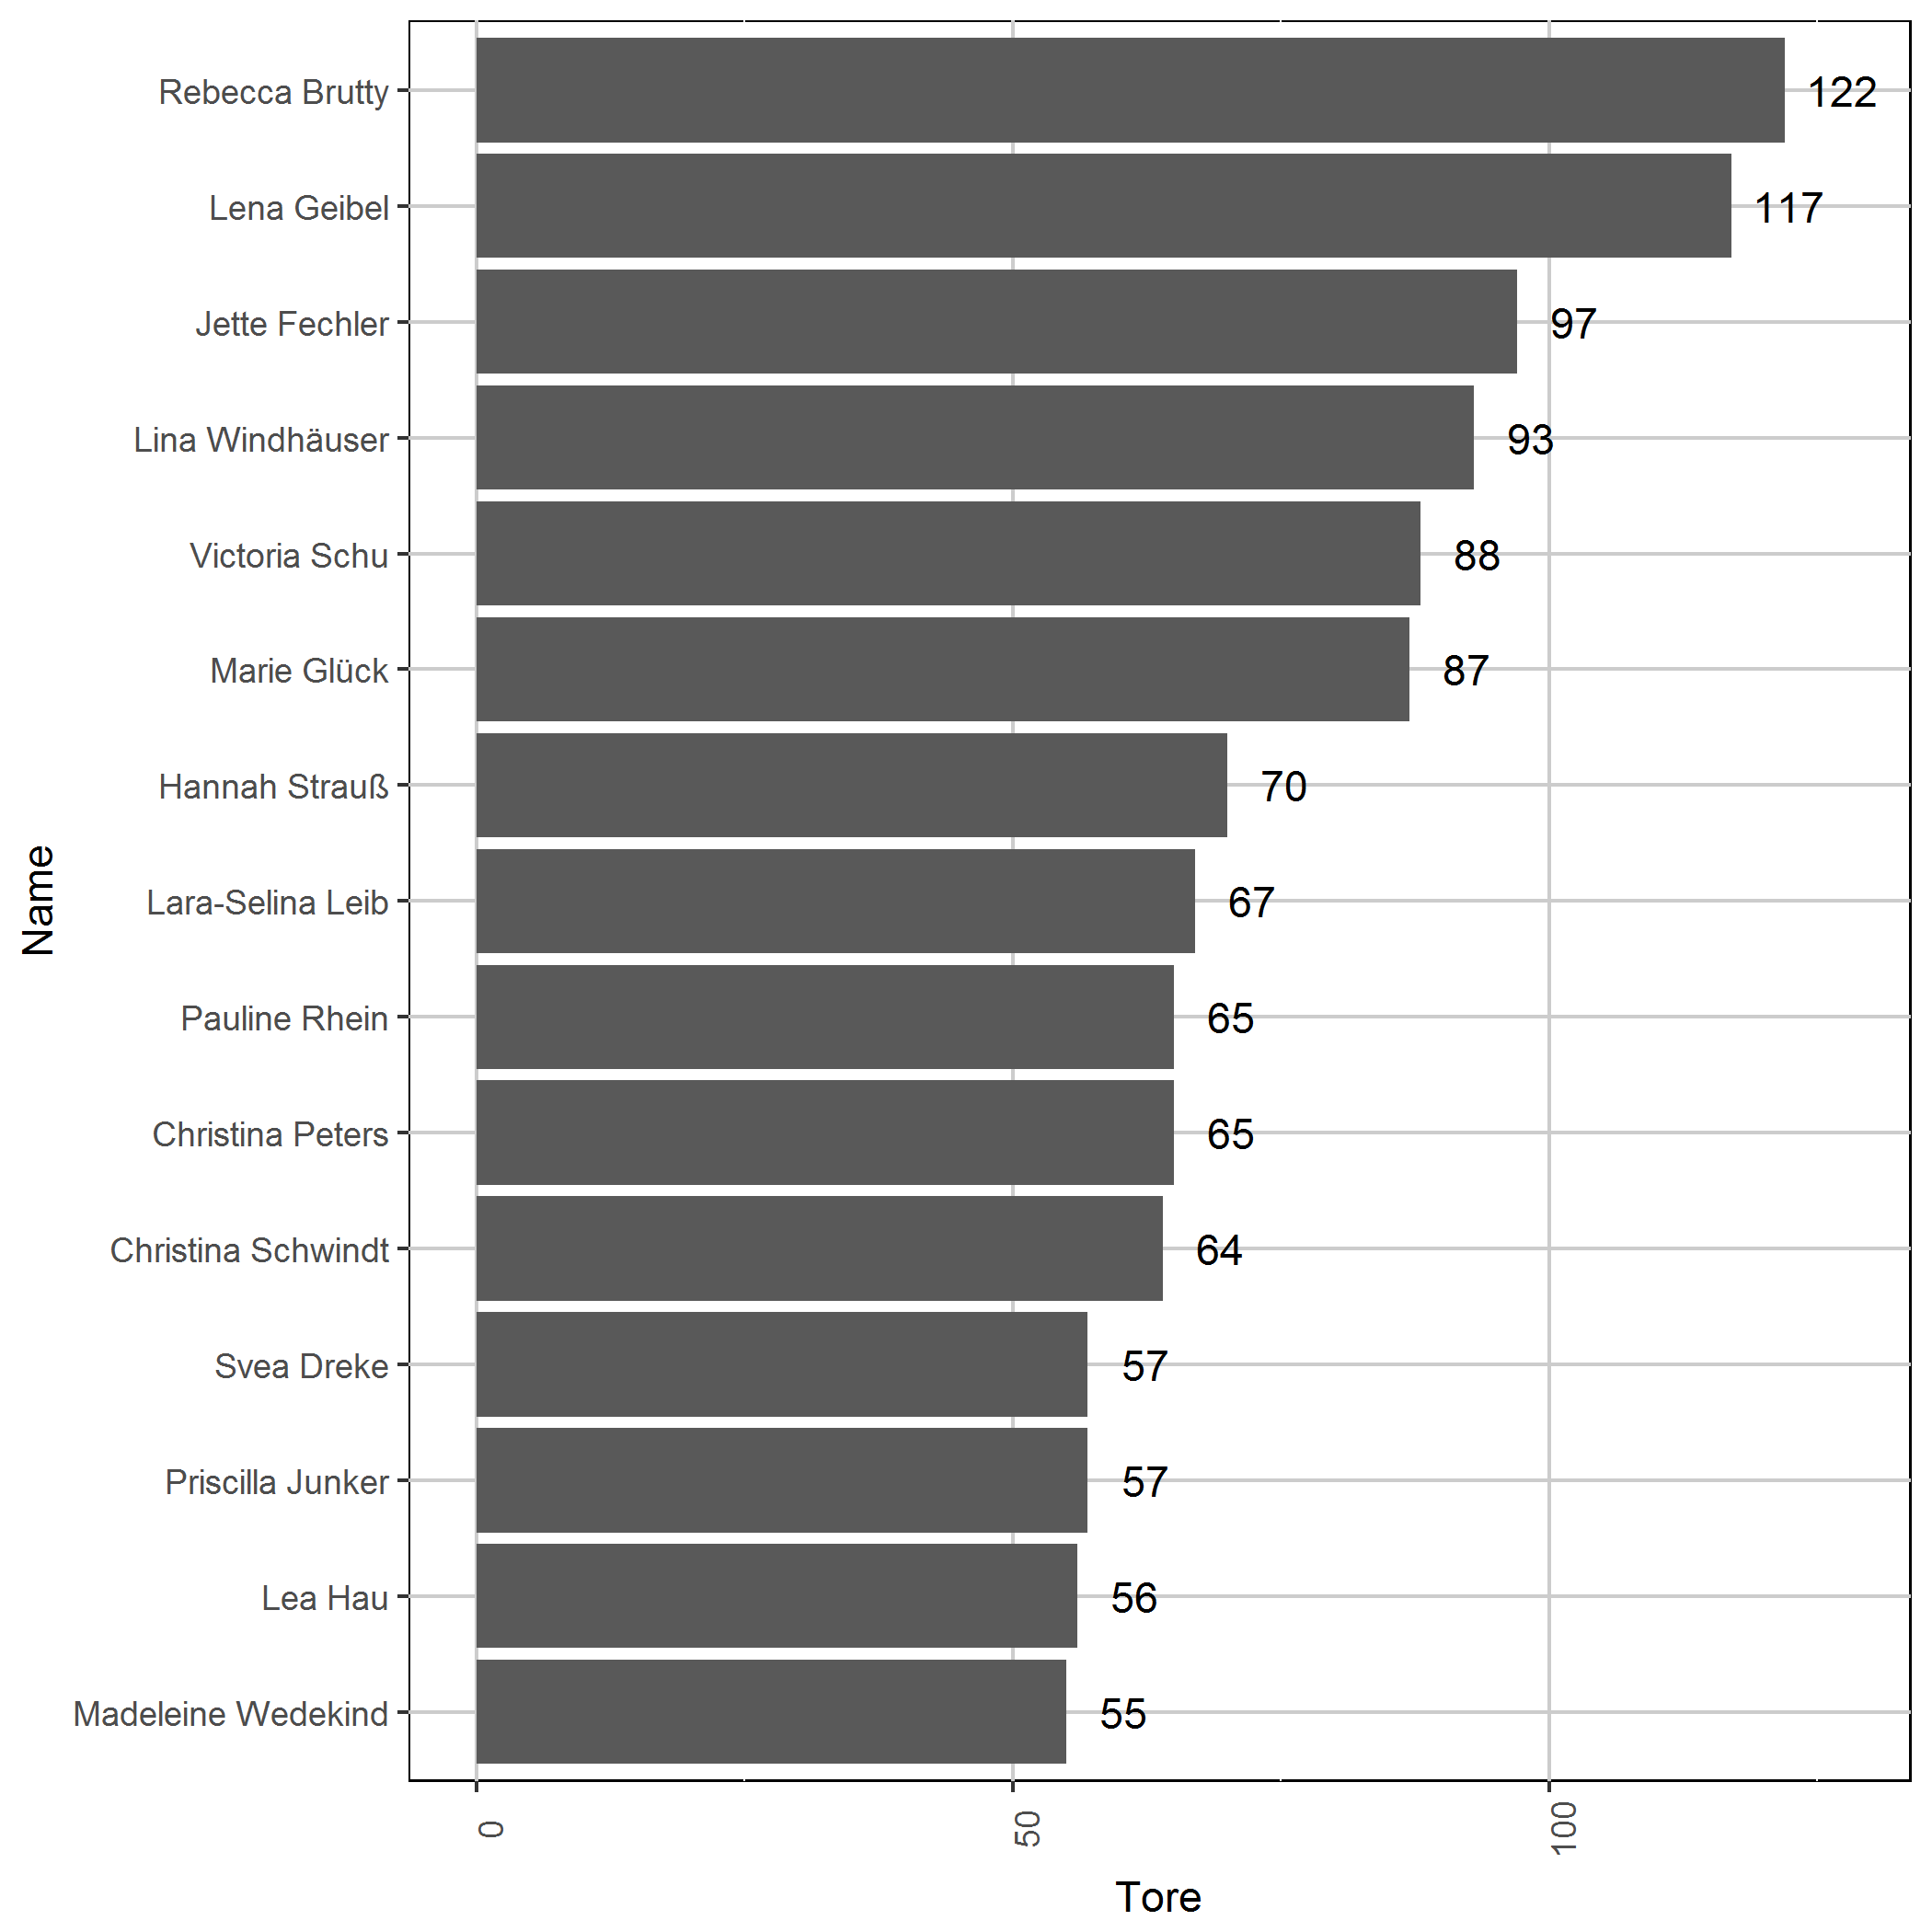 Rebecca Brutty 122
Lena Geibel 117
Jette Fechler 97
Lina Windhäuser 93
Victoria Schu 88
Marie Glück 87
Hannah Strauß 70
Lara-Selina Leib 67
Pauline Rhein 65
Christina Peters 65
Christina Schwindt 64
Svea Dreke 57
Priscilla Junker 57
Lea Hau 56
Madeleine Wedekind 55
Name
0 50 100
Tore